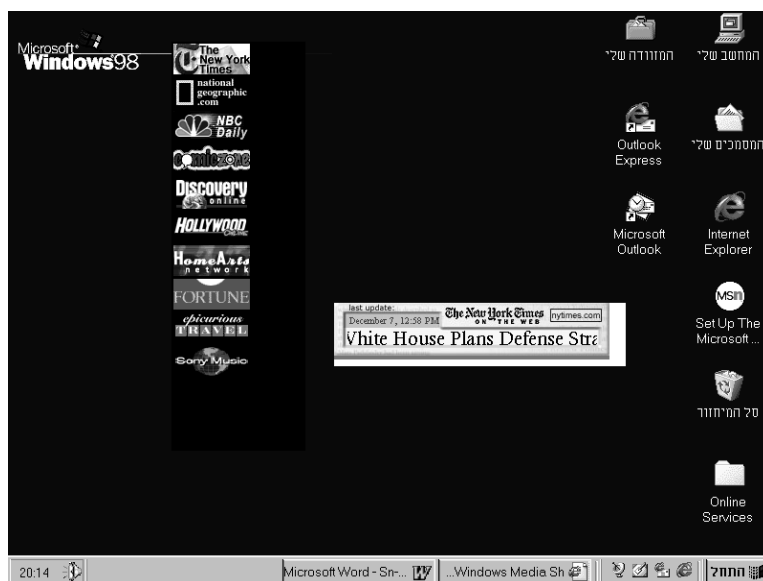 Microsoft
Windows98
The
New York
Times
national
geographic
.com
NBC
Daily
comiczone
Discovery
online
HOLLYWOOD
ONLINE
HomeArts
network
FORTUNE
epicurious
TRAVEL
Sony Music
המזוודה שלי
המחשב שלי
Outlook
Express
המסמכים שלי
Microsoft
Outlook
Internet
Explorer
MSN
Set Up The
Microsoft ...
סל המיחזור
Online
Services
last update:
December 7, 12:58 PM
The New York Times
ON THE WEB
nytimes.com
White House Plans Defense Stra
20:14
Microsoft Word - Sn-...
...Windows Media Sh
התחל